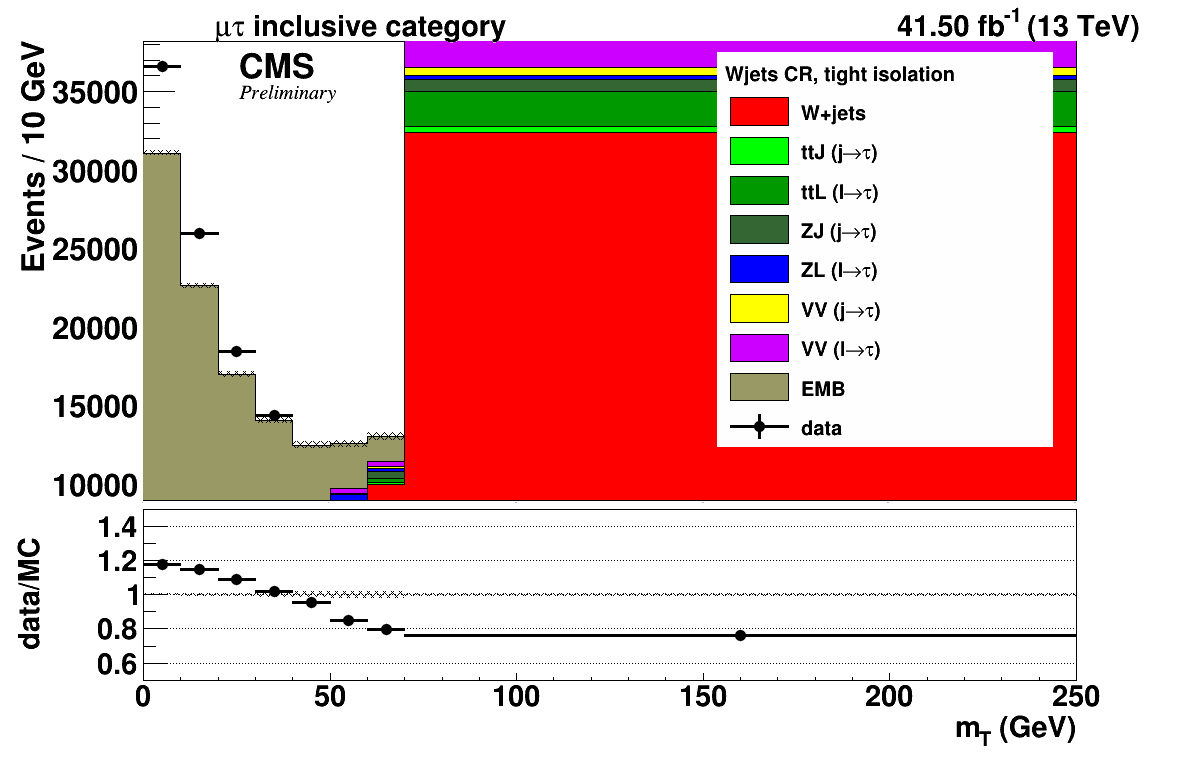 μτ inclusive category
41.50 fb-1 (13 TeV)
CMS
Preliminary
Events / 10 GeV
35000
30000
25000
20000
15000
10000
Wjets CR, tight isolation
W+jets
ttJ (j→τ)
ttL (l→τ)
ZJ (j→τ)
ZL (l→τ)
VV (j→τ)
VV (l→τ)
EMB
data
data/MC
1.4
1.2
1
0.8
0.6
0 50 100 150 200 250
mT (GeV)